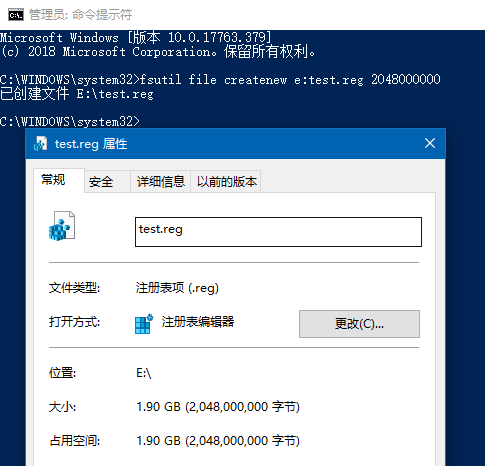 管理员: 命令提示符
Microsoft Windows [版本 10.0.17763.379]
(c) 2018 Microsoft Corporation。保留所有权利。
C:\WINDOWS\system32>fsutil file createnew e:test.reg 2048000000
已创建文件 E:\test.reg
C:\WINDOWS\system32>
test.reg 属性
常规 安全 详细信息 以前的版本
test.reg
文件类型: 注册表项 (.reg)
打开方式: 注册表编辑器 更改(C)...
位置: E:\
大小: 1.90 GB (2,048,000,000 字节)
占用空间: 1.90 GB (2,048,000,000 字节)